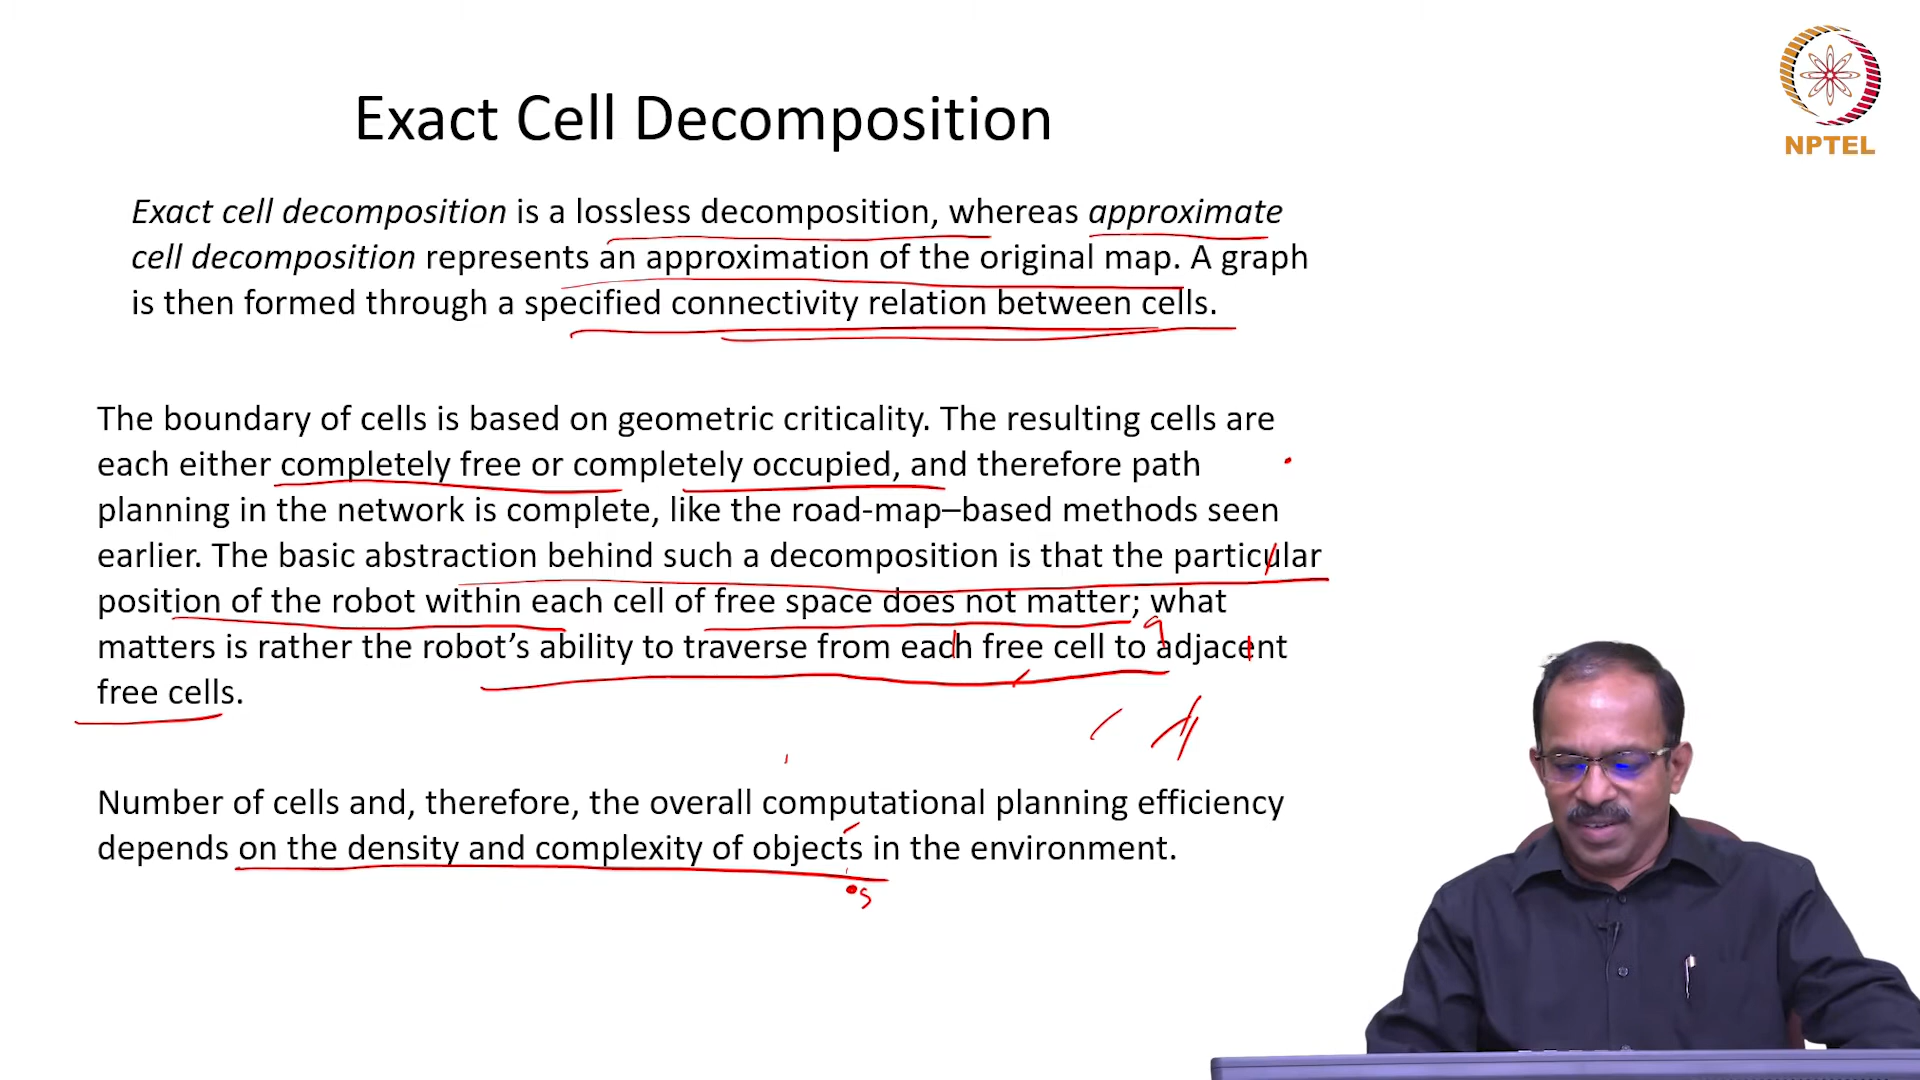 NPTEL
Exact Cell Decomposition
Exact cell decomposition is a lossless decomposition, whereas approximate
cell decomposition represents an approximation of the original map. A graph
is then formed through a specified connectivity relation between cells.
The boundary of cells is based on geometric criticality. The resulting cells are
each either completely free or completely occupied, and therefore path
planning in the network is complete, like the road-map–based methods seen
earlier. The basic abstraction behind such a decomposition is that the particular
position of the robot within each cell of free space does not matter; what
matters is rather the robot’s ability to traverse from each free cell to adjacent
free cells.
Number of cells and, therefore, the overall computational planning efficiency
depends on the density and complexity of objects in the environment.